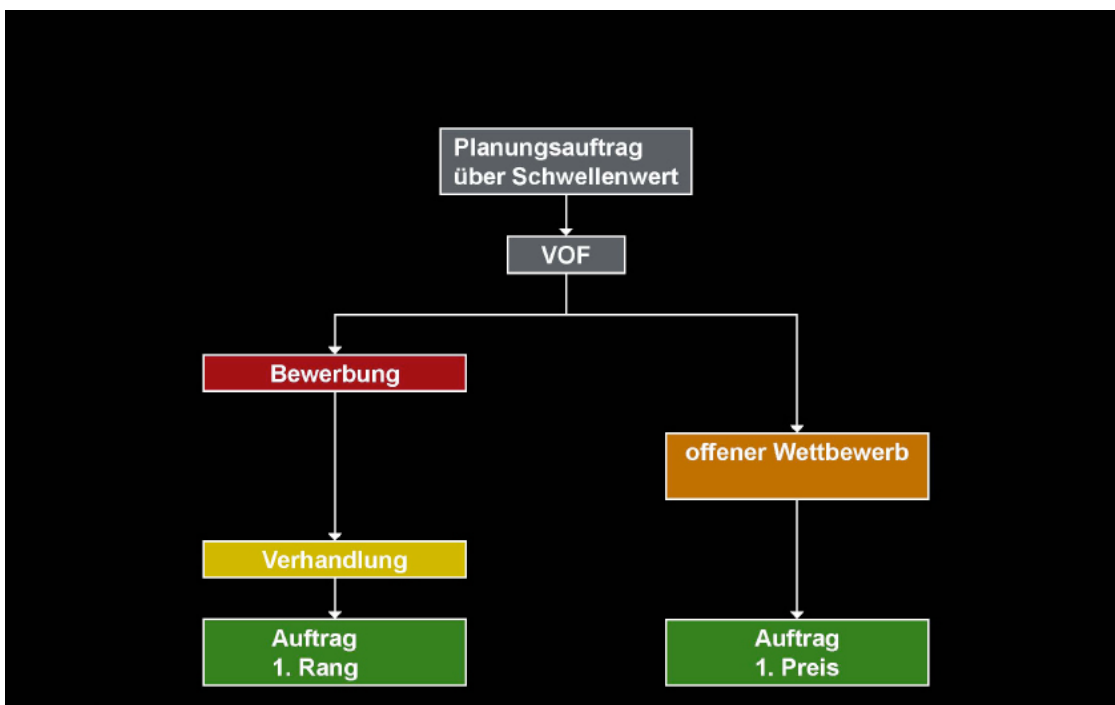 Planungsauftrag
über Schwellenwert
VOF
Bewerbung
offener Wettbewerb
Verhandlung
Auftrag
1. Rang
Auftrag
1. Preis